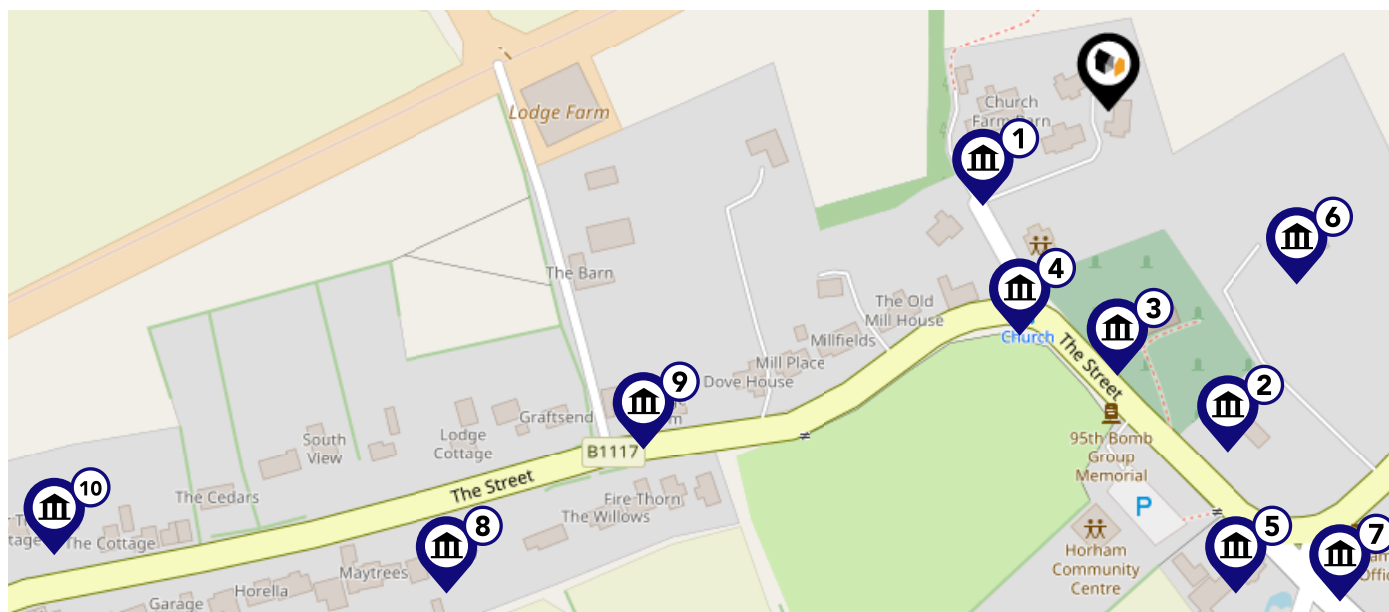 Lodge Farm
Church
Farm Barn
1
6
The Barn
4
The Old
Mill House
3
Church
Millfields
The Street
Mill Place
Dove House
9
2
Graftsend
95th Bomb
Group
Memorial
South
View
Lodge
Cottage
B1117
The Street
10
The Cedars
Fire Thorn
The Willows
P
8
5
7
The Cottage
Maytrees
Horham
Community
Centre
Horella
Garage